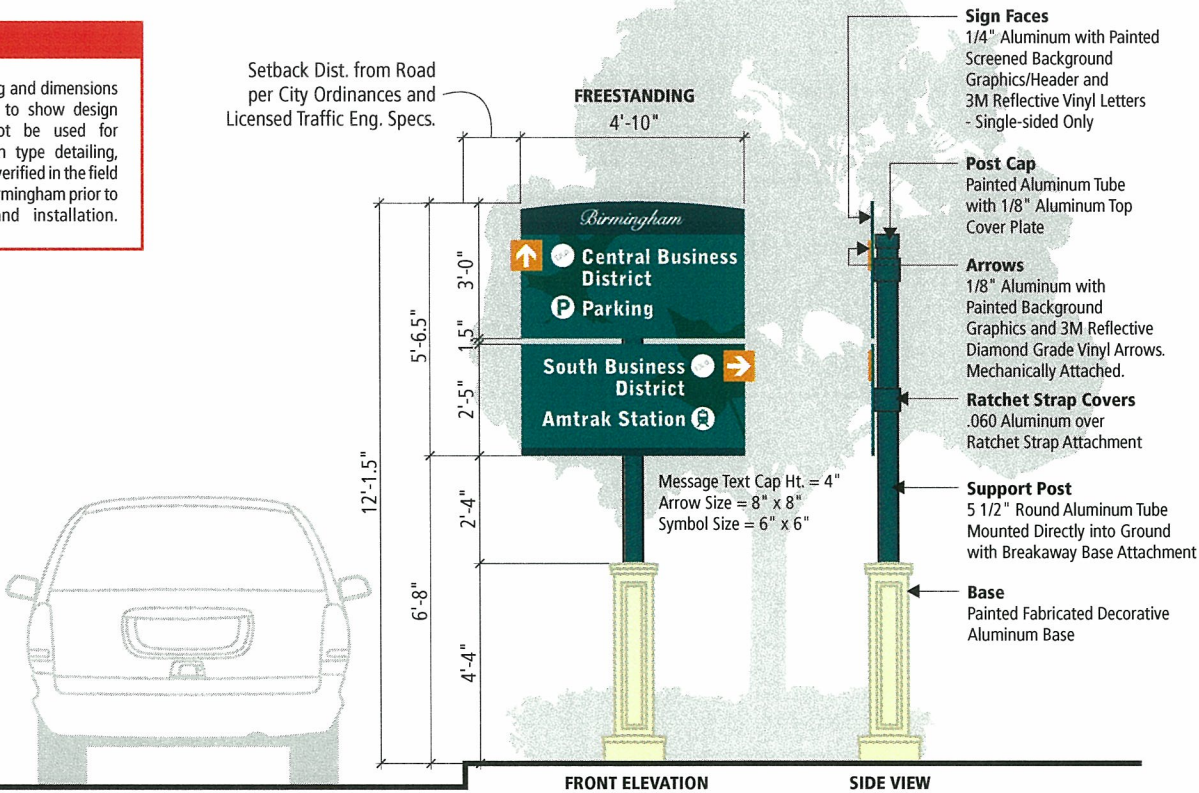 g and dimensions
to show design
ot be used for
n type detailing,
verified in the field
rmingham prior to
and installation.
Setback Dist. from Road
per City Ordinances and
Licensed Traffic Eng. Specs.
FREESTANDING
4'-10"
Birmingham
Central Business
District
P Parking
South Business
District
Amtrak Station
12'-1.5"
5'-6.5"
6'-8"
3'-0"
1.5"
2'-5"
2'-4"
4'-4"
Message Text Cap Ht. = 4"
Arrow Size = 8" x 8"
Symbol Size = 6" x 6"
Sign Faces
1/4" Aluminum with Painted
Screened Background
Graphics/Header and
3M Reflective Vinyl Letters
- Single-sided Only
Post Cap
Painted Aluminum Tube
with 1/8" Aluminum Top
Cover Plate
Arrows
1/8" Aluminum with
Painted Background
Graphics and 3M Reflective
Diamond Grade Vinyl Arrows.
Mechanically Attached.
Ratchet Strap Covers
.060 Aluminum over
Ratchet Strap Attachment
Support Post
5 1/2" Round Aluminum Tube
Mounted Directly into Ground
with Breakaway Base Attachment
Base
Painted Fabricated Decorative
Aluminum Base
FRONT ELEVATION
SIDE VIEW